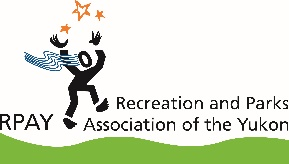 Recreation and Parks
RPAY Association of the Yukon